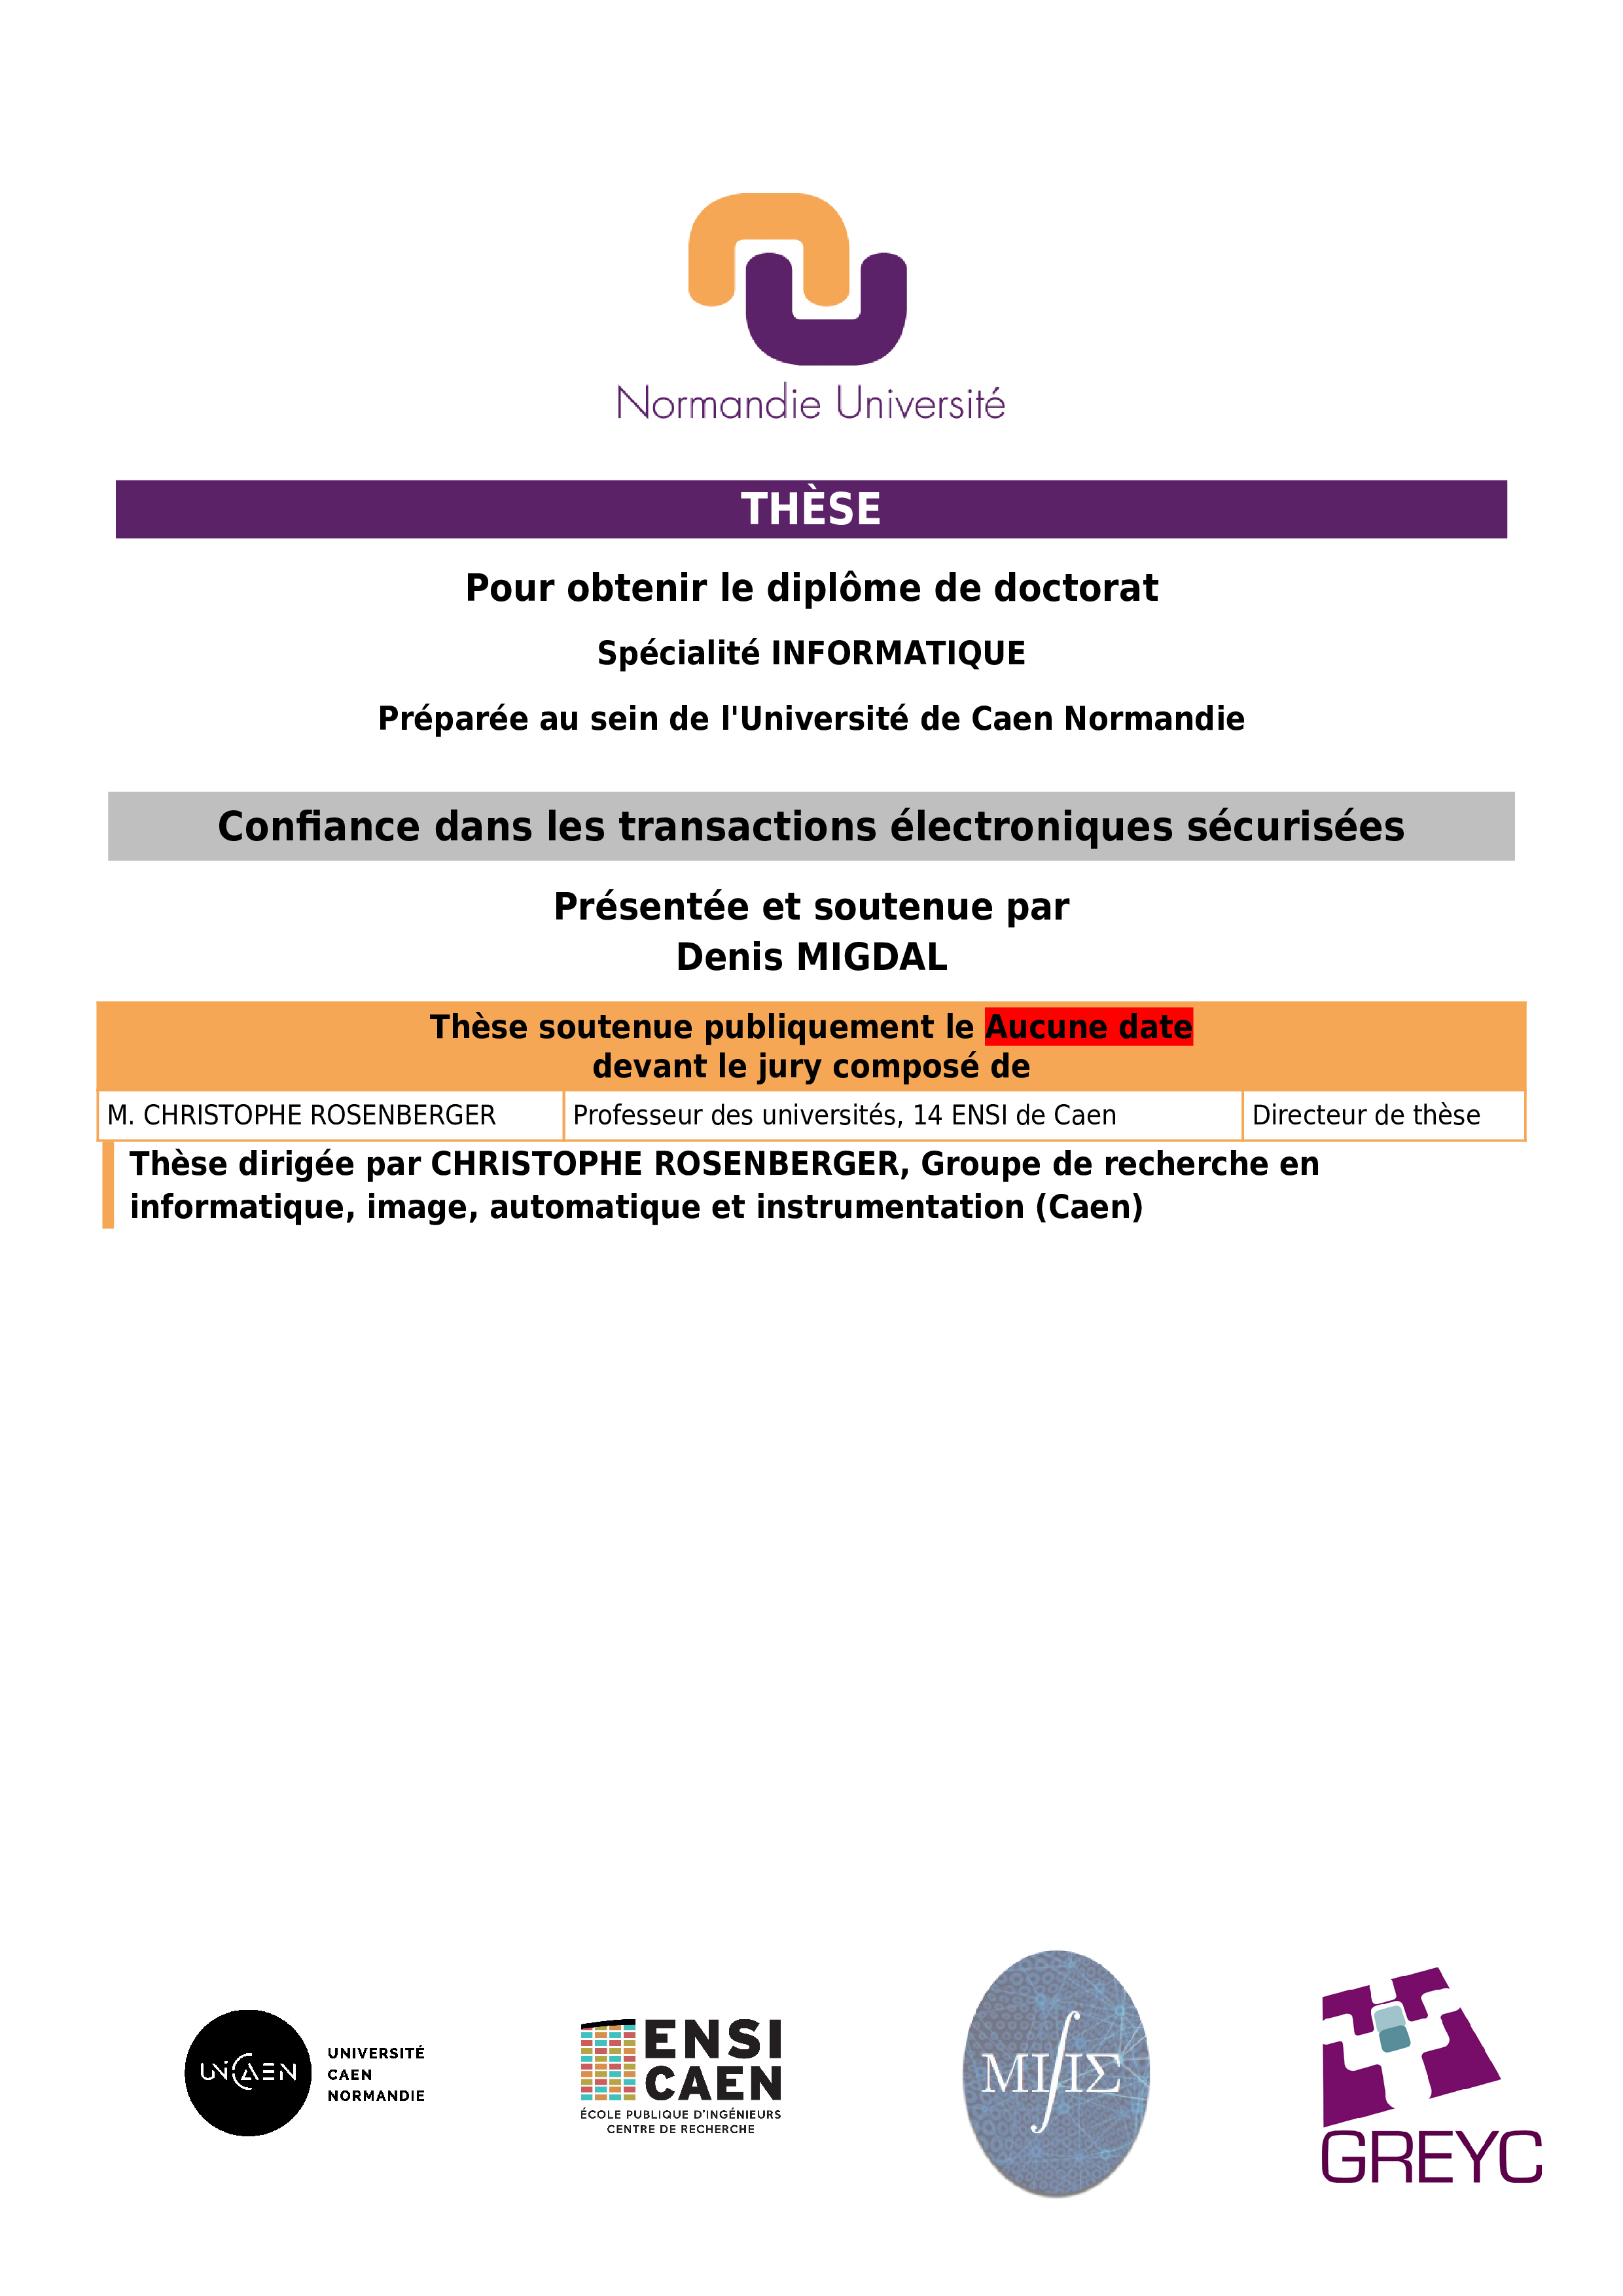 Normandie Université
THÈSE
Pour obtenir le diplôme de doctorat
Spécialité INFORMATIQUE
Préparée au sein de l'Université de Caen Normandie
Confiance dans les transactions électroniques sécurisées
Présentée et soutenue par
Denis MIGDAL
Thèse soutenue publiquement le Aucune date
devant le jury composé de
M. CHRISTOPHE ROSENBERGER Professeur des universités, 14 ENSI de Caen Directeur de thèse
Thèse dirigée par CHRISTOPHE ROSENBERGER, Groupe de recherche en
informatique, image, automatique et instrumentation (Caen)
UNICAEN
UNIVERSITÉ
CAEN
NORMANDIE
ENSI
CAEN
ÉCOLE PUBLIQUE D'INGÉNIEURS
CENTRE DE RECHERCHE
MI∫IΣ
GREYC